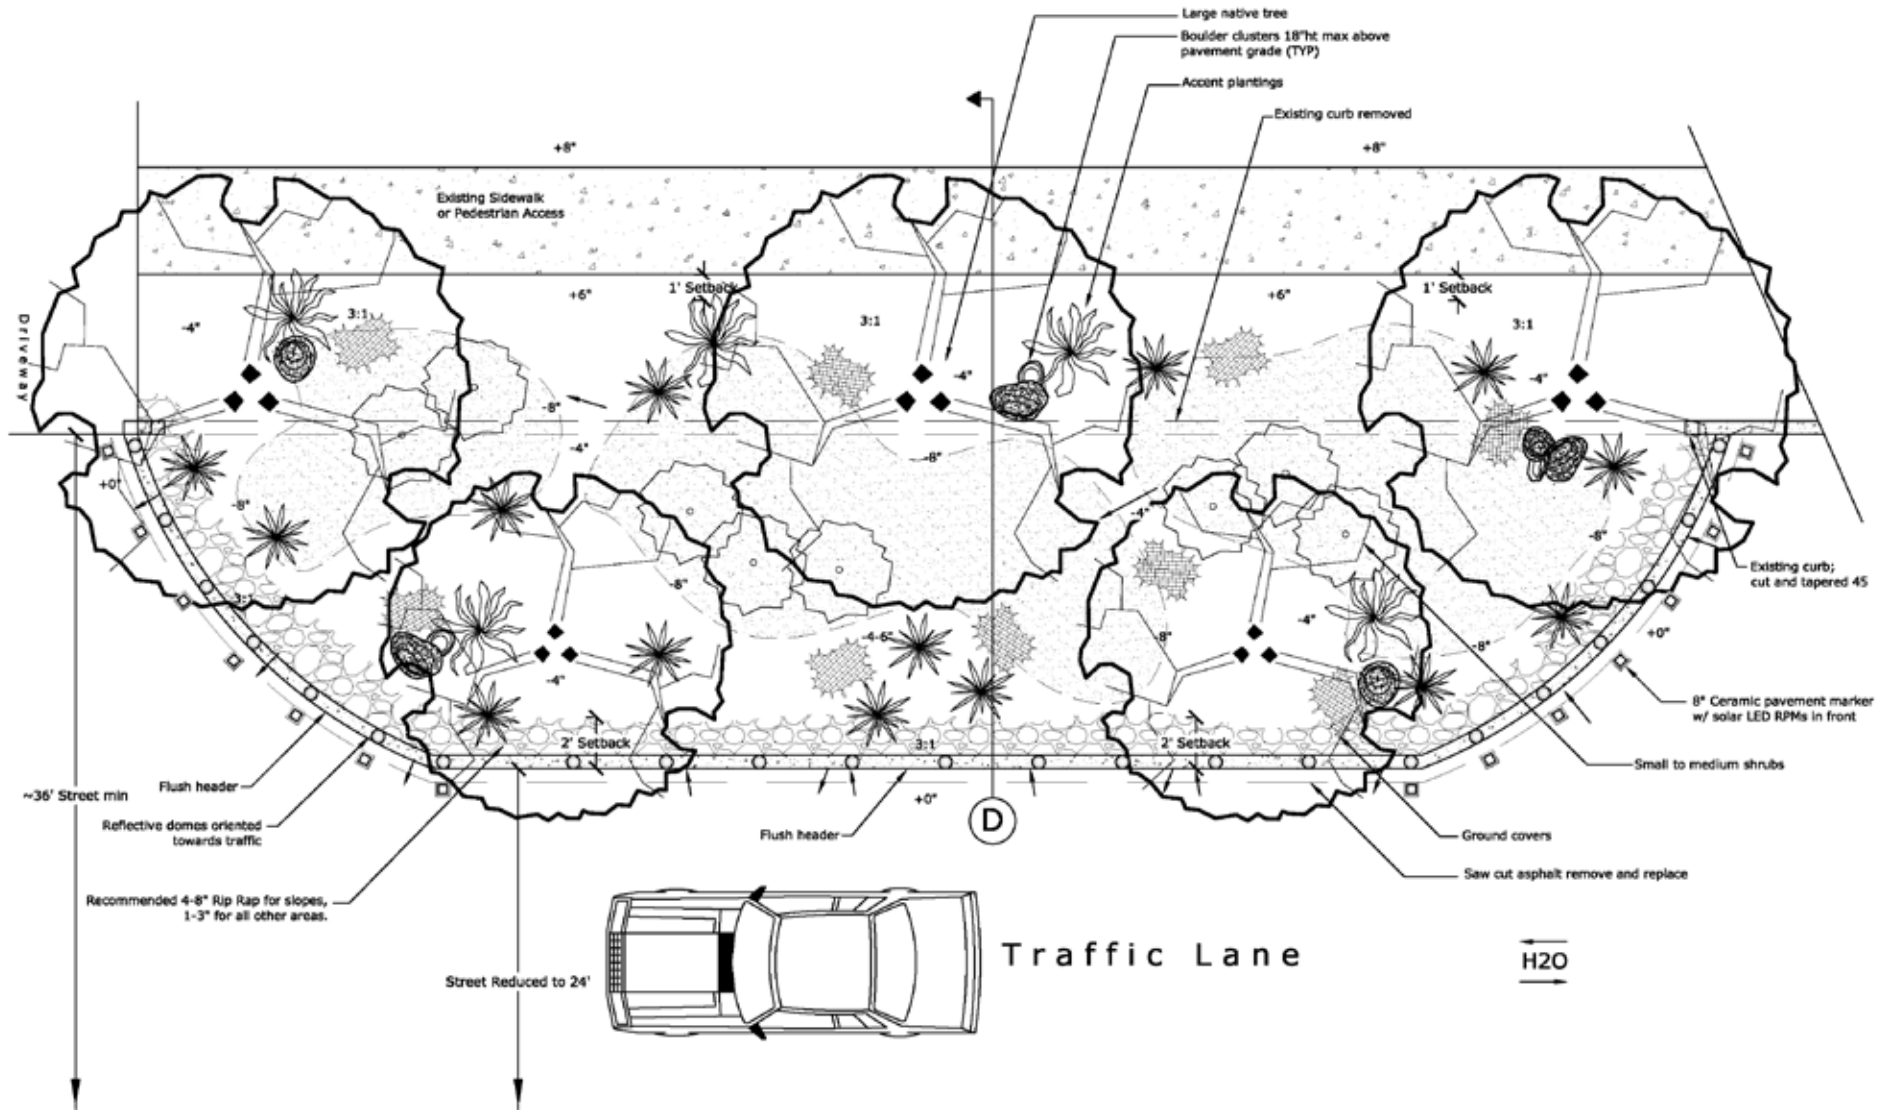 Large native tree
Boulder clusters 18"ht max above
pavement grade (TYP)
Accent plantings
Existing curb removed
+8"
+8"
Existing Sidewalk
or Pedestrian Access
+6"
1' Setback
+6"
1' Setback
-4"
3:1
3:1
3:1
Driveway
-4"
-4"
-8"
-4"
-8"
+0"
-8"
-4"
-8"
-8"
Existing curb;
cut and tapered 45
3:1
-4-6"
-8"
-4"
-8"
+0"
-4"
8" Ceramic pavement marker
w/ solar LED RPMs in front
2' Setback
3:1
2' Setback
Small to medium shrubs
~36' Street min
Flush header
+0"
D
Reflective domes oriented
towards traffic
Flush header
Ground covers
Saw cut asphalt remove and replace
Recommended 4-8" Rip Rap for slopes,
1-3" for all other areas.
Traffic Lane
H2O
Street Reduced to 24'